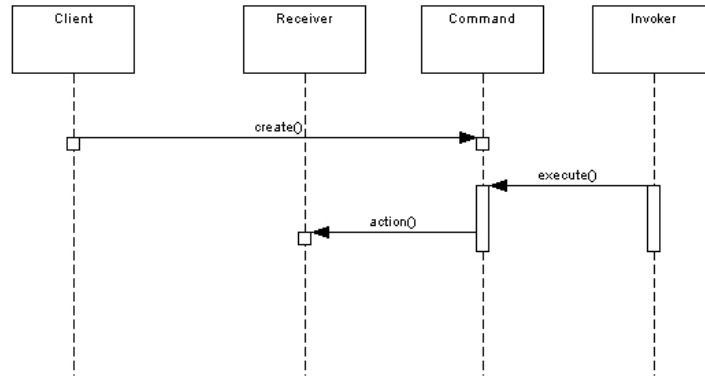 Client
Receiver
Command
Invoker
create()
execute()
action()